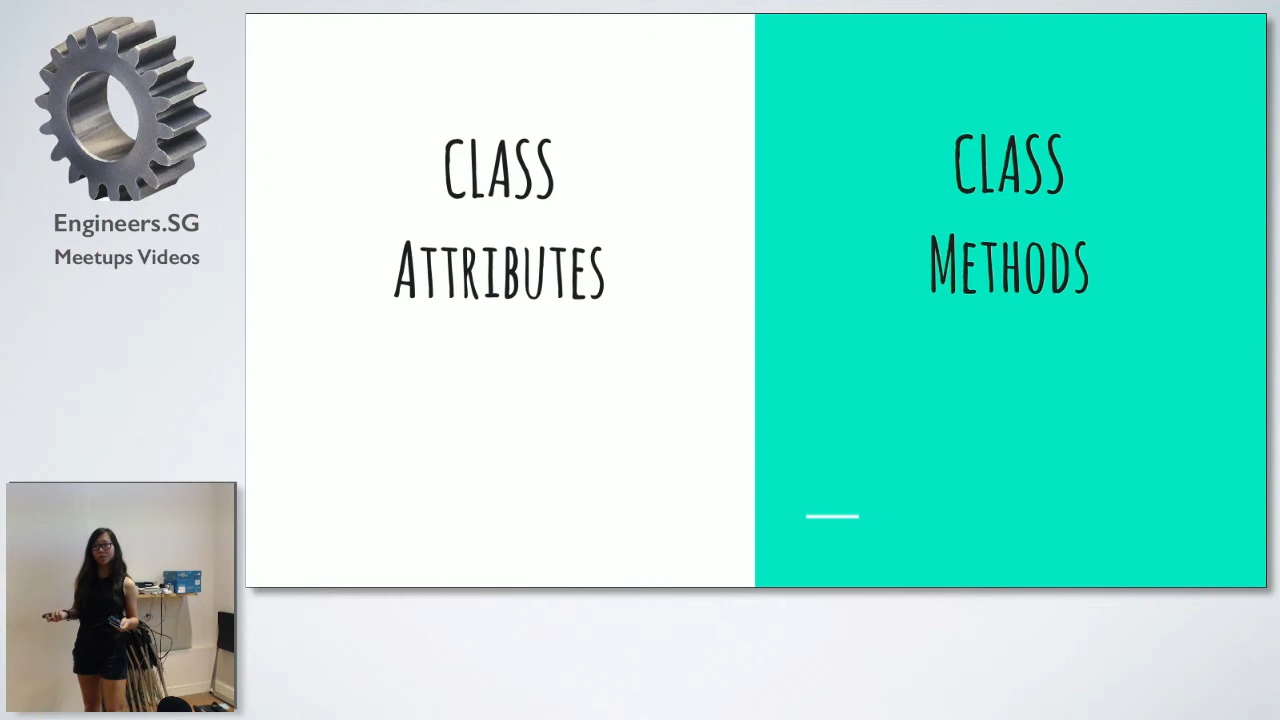 Engineers.SG
Meetups Videos
CLASS
ATTRIBUTES
CLASS
METHODS